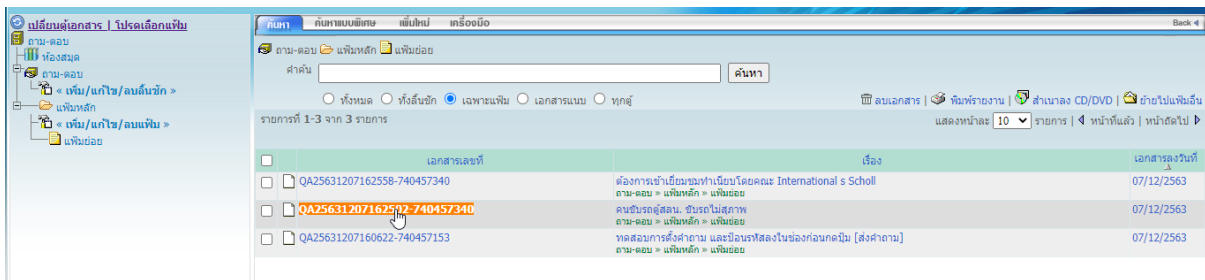 เปลี่ยนตู้เอกสาร | โปรดเลือกแฟ้ม
ถาม-ตอบ
ห้องสมุด
ถาม-ตอบ
« เพิ่ม/แก้ไข/ลบลิ้นชัก »
แฟ้มหลัก
« เพิ่ม/แก้ไข/ลบแฟ้ม »
แฟ้มย่อย
ค้นหา ค้นหาแบบพิเศษ เพิ่มใหม่ เครื่องมือ Back
ถาม-ตอบ แฟ้มหลัก แฟ้มย่อย
คำค้น ค้นหา
ทั้งหมด ทั้งลิ้นชัก เฉพาะแฟ้ม เอกสารแนบ ทุกตู้ ลบเอกสาร | พิมพ์รายงาน | สำเนาลง CD/DVD | ย้ายไปแฟ้มอื่น
รายการที่ 1-3 จาก 3 รายการ แสดงหน้าละ 10 รายการ | หน้าที่แล้ว | หน้าถัดไป
เอกสารเลขที่ เรื่อง เอกสารลงวันที่
QA25631207162558-740457340 ต้องการเข้าเยี่ยมชมทำเนียบโดยคณะ International s Scholl 07/12/2563
ถาม-ตอบ » แฟ้มหลัก » แฟ้มย่อย
QA25631207162502-740457340 คนขับรถตู้สลน. ขับรถไม่สุภาพ 07/12/2563
ถาม-ตอบ » แฟ้มหลัก » แฟ้มย่อย
QA25631207160622-740457153 ทดสอบการตั้งคำถาม และป้อนรหัสลงในช่องก่อนกดปุ่ม [ส่งคำถาม] 07/12/2563
ถาม-ตอบ » แฟ้มหลัก » แฟ้มย่อย